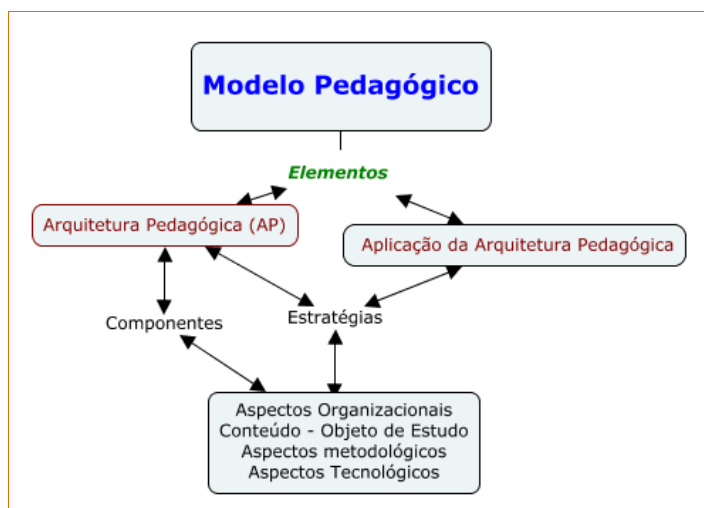 Modelo Pedagógico
Elementos
Arquitetura Pedagógica (AP)
Aplicação da Arquitetura Pedagógica
Componentes
Estratégias
Aspectos Organizacionais
Conteúdo - Objeto de Estudo
Aspectos metodológicos
Aspectos Tecnológicos